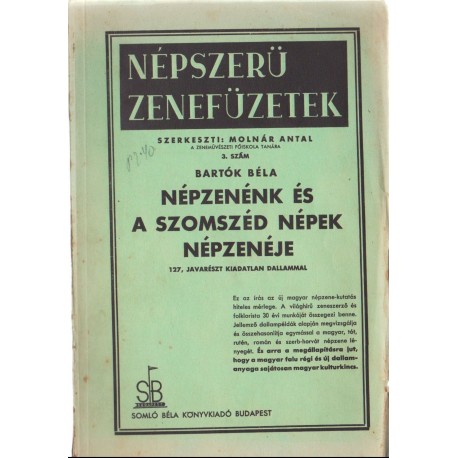 NÉPSZERÜ
ZENEFÜZETEK
SZERKESZTI: MOLNÁR ANTAL
A ZENEMŰVÉSZETI FŐISKOLA TANÁRA
3. SZÁM
BARTÓK BÉLA
NÉPZENÉNK ÉS
A SZOMSZÉD NÉPEK
NÉPZENÉJE
127, JAVARÉSZT KIADATLAN DALLAMMAL
Ez az írás az új magyar népzene-kutatás
hiteles mérlege. A világhírű zeneszerző és
folklorista 30 évi munkáját összegezi benne.
Jellemző dallampéldák alapján megvizsgálja
és összehasonlítja egymással a magyar, tót,
rutén, román és szerb-horvát népzene lé-
nyegét. És arra a megállapításra jut,
hogy a magyar falu régi és új dallam-
anyaga sajátosan magyar kulturkincs.
SB
BUDAPEST
SOMLÓ BÉLA KÖNYVKIADÓ BUDAPEST